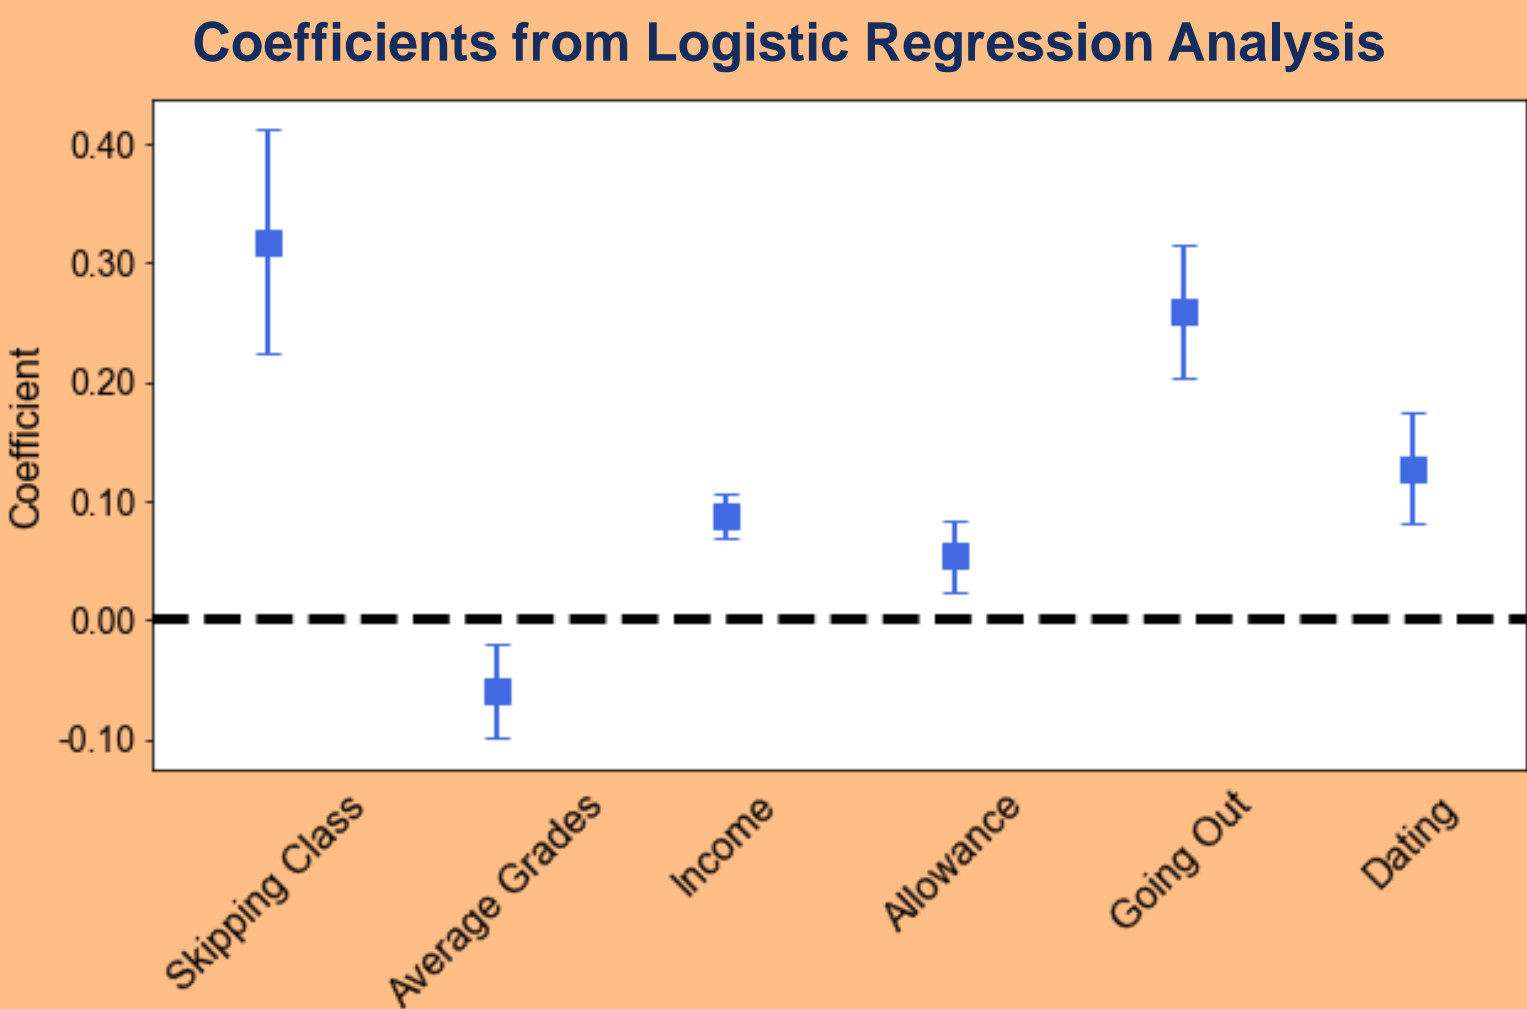 Coefficients from Logistic Regression Analysis
Coefficient
0.40
0.30
0.20
0.10
0.00
-0.10
Skipping Class
Average Grades
Income
Allowance
Going Out
Dating